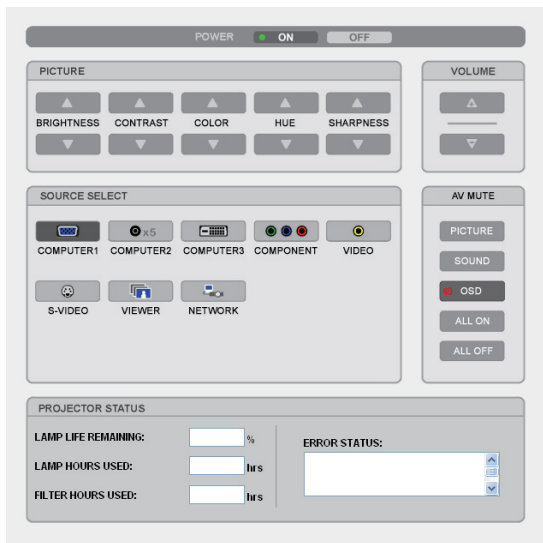 POWER ON OFF
PICTURE
BRIGHTNESS CONTRAST COLOR HUE SHARPNESS
VOLUME
SOURCE SELECT
x5
COMPUTER1 COMPUTER2 COMPUTER3 COMPONENT VIDEO
S-VIDEO VIEWER NETWORK
AV MUTE
PICTURE
SOUND
OSD
ALL ON
ALL OFF
PROJECTOR STATUS
LAMP LIFE REMAINING: %
LAMP HOURS USED: hrs
FILTER HOURS USED: hrs
ERROR STATUS: